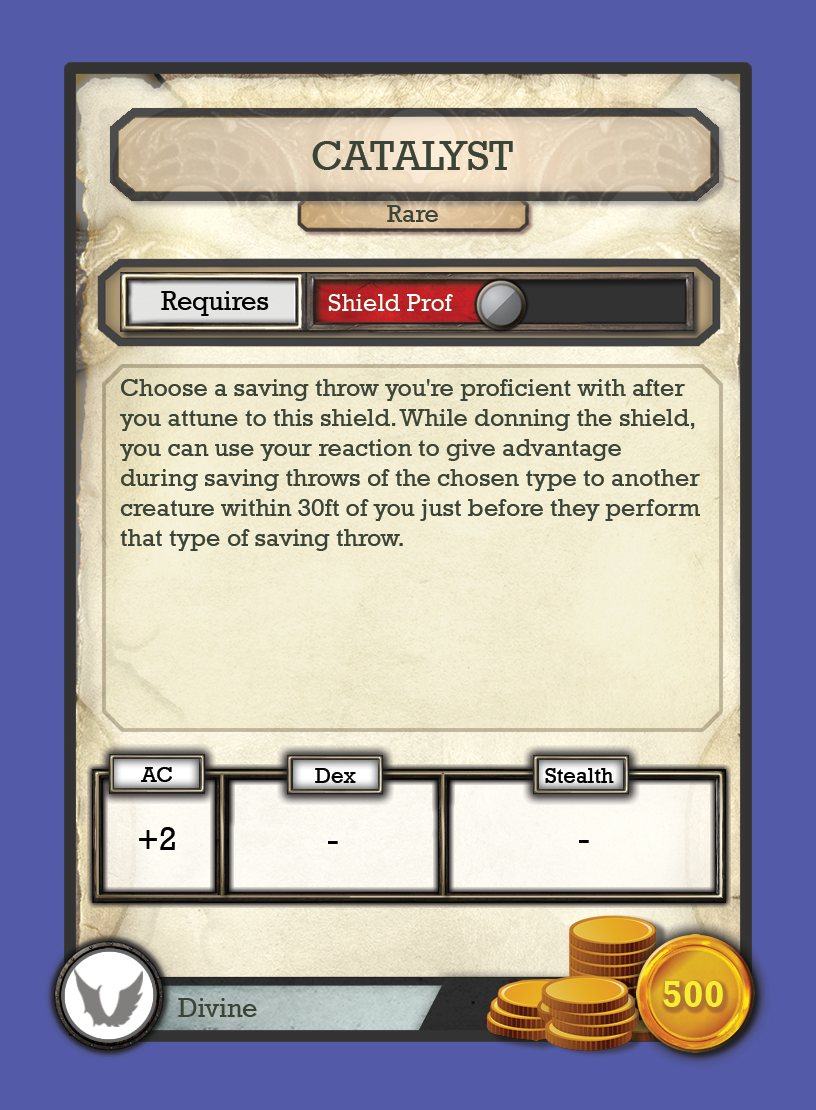 CATALYST
Rare
Requires
Shield Prof
Choose a saving throw you're proficient with after
you attune to this shield. While donning the shield,
you can use your reaction to give advantage
during saving throws of the chosen type to another
creature within 30ft of you just before they perform
that type of saving throw.
AC
Dex
Stealth
+2
-
-
Divine
500